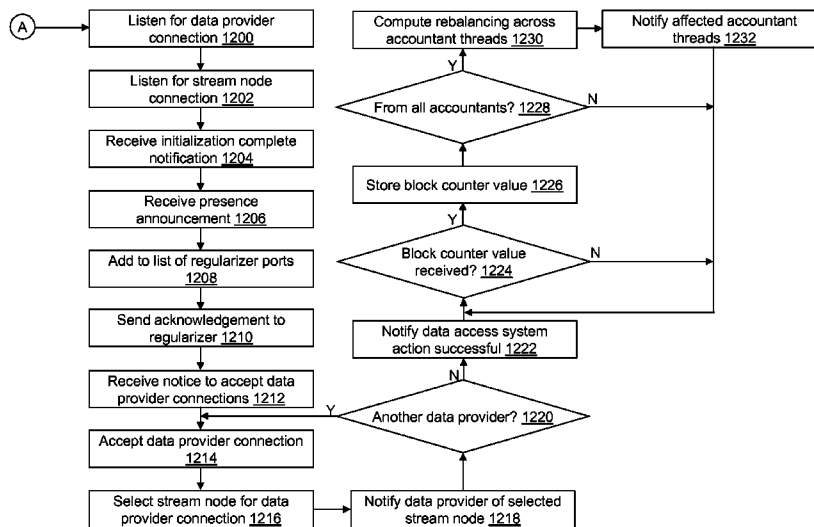 A
Listen for data provider
connection 1200
Listen for stream node
connection 1202
Receive initialization complete
notification 1204
Receive presence
announcement 1206
Add to list of regularizer ports
1208
Send acknowledgement to
regularizer 1210
Receive notice to accept data
provider connections 1212
Accept data provider connection
1214
Select stream node for data
provider connection 1216
Notify data provider of selected
stream node 1218
Another data provider? 1220
Y
N
Notify data access system
action successful 1222
Block counter value
received? 1224
Y
N
Store block counter value 1226
From all accountants? 1228
Y
N
Compute rebalancing across
accountant threads 1230
Notify affected accountant
threads 1232